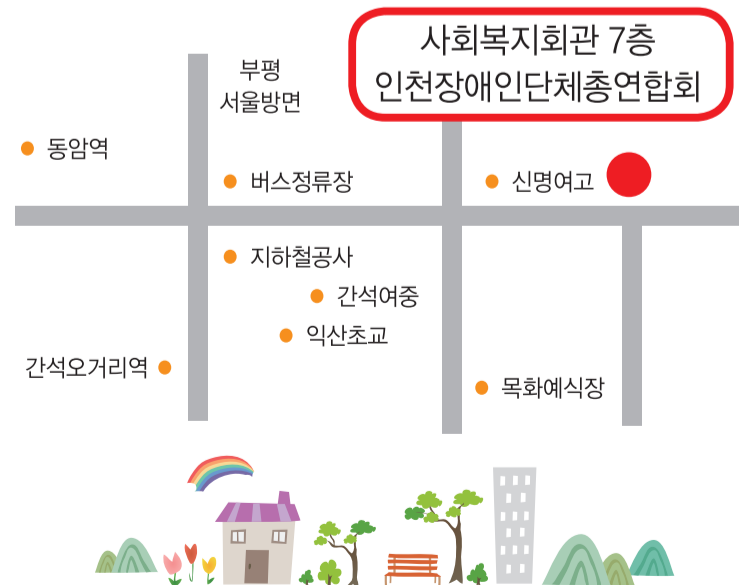 사회복지회관 7층
인천장애인단체총연합회
부평
서울방면
동암역
버스정류장
신명여고
지하철공사
간석여중
익산초교
간석오거리역
목화예식장